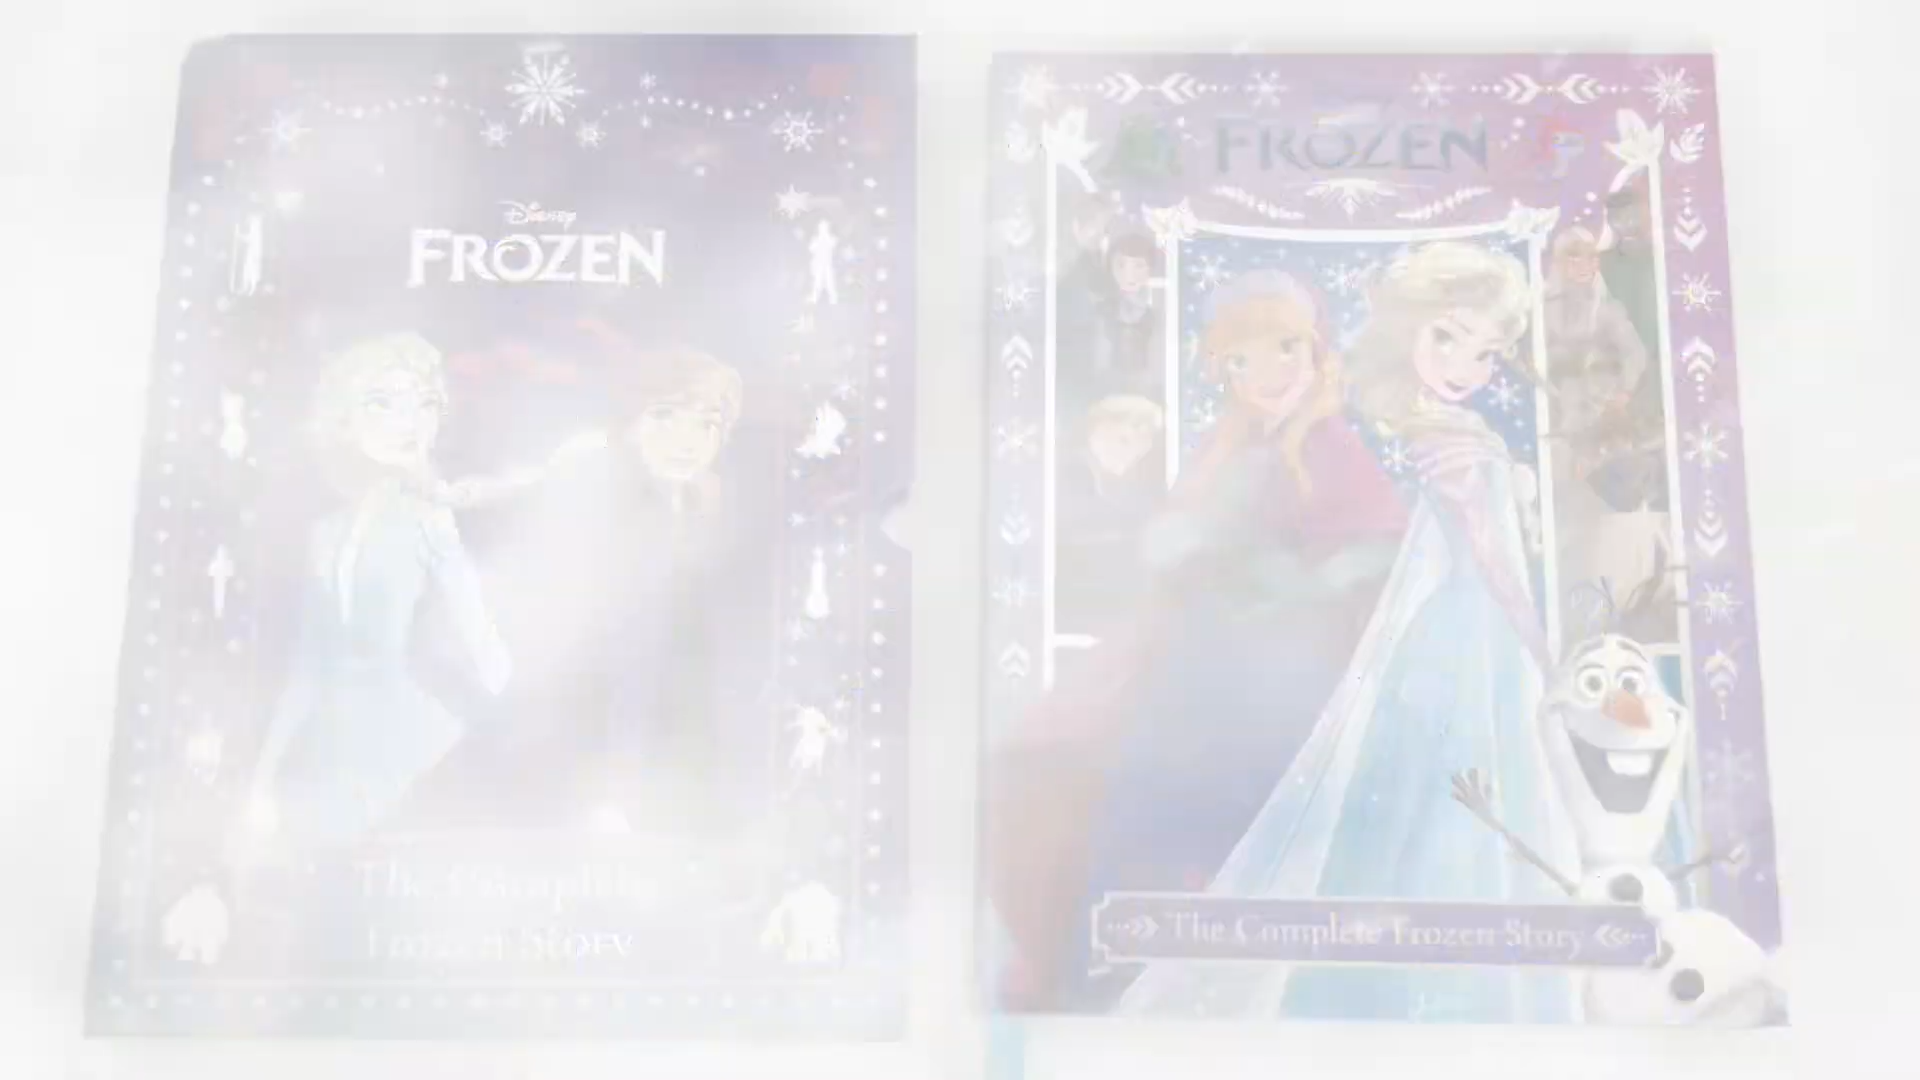 Disney
FROZEN
The Complete
Frozen Story
FROZEN
The Complete Frozen Story